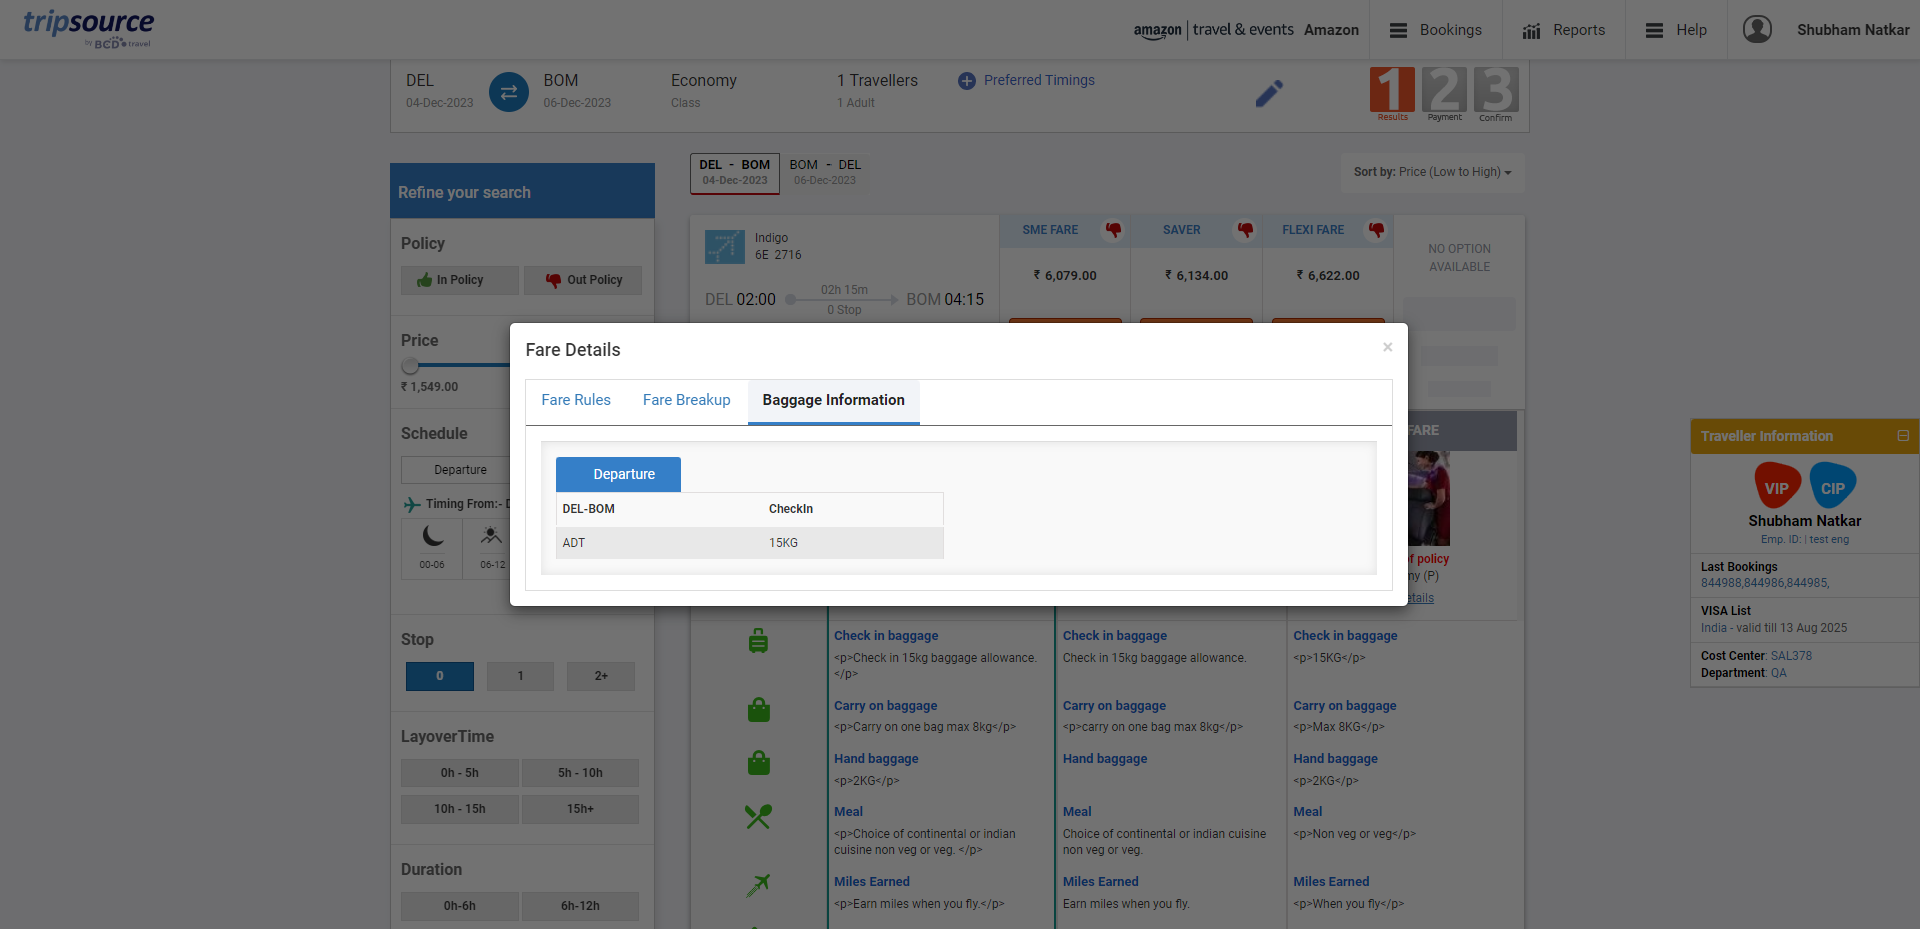 tripsource
by BCD travel
amazon | travel & events Amazon
Bookings
Reports
Help
Shubham Natkar
DEL
04-Dec-2023
BOM
06-Dec-2023
Economy
Class
1 Travellers
1 Adult
Preferred Timings
1 2 3
Results Payment Confirm
Refine your search
Policy
In Policy
Out Policy
Price
₹ 1,549.00
Schedule
Departure
Timing From:-
00-06
06-12
Stop
0 1 2+
LayoverTime
0h - 5h 5h - 10h
10h - 15h 15h+
Duration
0h-6h 6h-12h
DEL - BOM
04-Dec-2023
BOM - DEL
06-Dec-2023
Sort by: Price (Low to High)
Indigo
6E 2716
DEL 02:00
02h 15m
0 Stop
BOM 04:15
SME FARE
₹ 6,079.00
SAVER
₹ 6,134.00
FLEXI FARE
₹ 6,622.00
NO OPTION
AVAILABLE
Fare Details
×
Fare Rules
Fare Breakup
Baggage Information
Departure
DEL-BOM CheckIn
ADT 15KG
FARE
f policy
ny (P)
etails
Check in baggage
<p>Check in 15kg baggage allowance.
</p>
Carry on baggage
<p>Carry on one bag max 8kg</p>
Hand baggage
<p>2KG</p>
Meal
<p>Choice of continental or indian
cuisine non veg or veg. </p>
Miles Earned
<p>Earn miles when you fly.</p>
Check in baggage
Check in 15kg baggage allowance.
Carry on baggage
<p>carry on one bag max 8kg</p>
Hand baggage
Meal
Choice of continental or indian cuisine
non veg or veg.
Miles Earned
Earn miles when you fly.
Check in baggage
<p>15KG</p>
Carry on baggage
<p>Max 8KG</p>
Hand baggage
<p>2KG</p>
Meal
<p>Non veg or veg</p>
Miles Earned
<p>When you fly</p>
Traveller Information
VIP CIP
Shubham Natkar
Emp. ID: | test eng
Last Bookings
844988,844986,844985,
VISA List
India - valid till 13 Aug 2025
Cost Center: SAL378
Department: QA